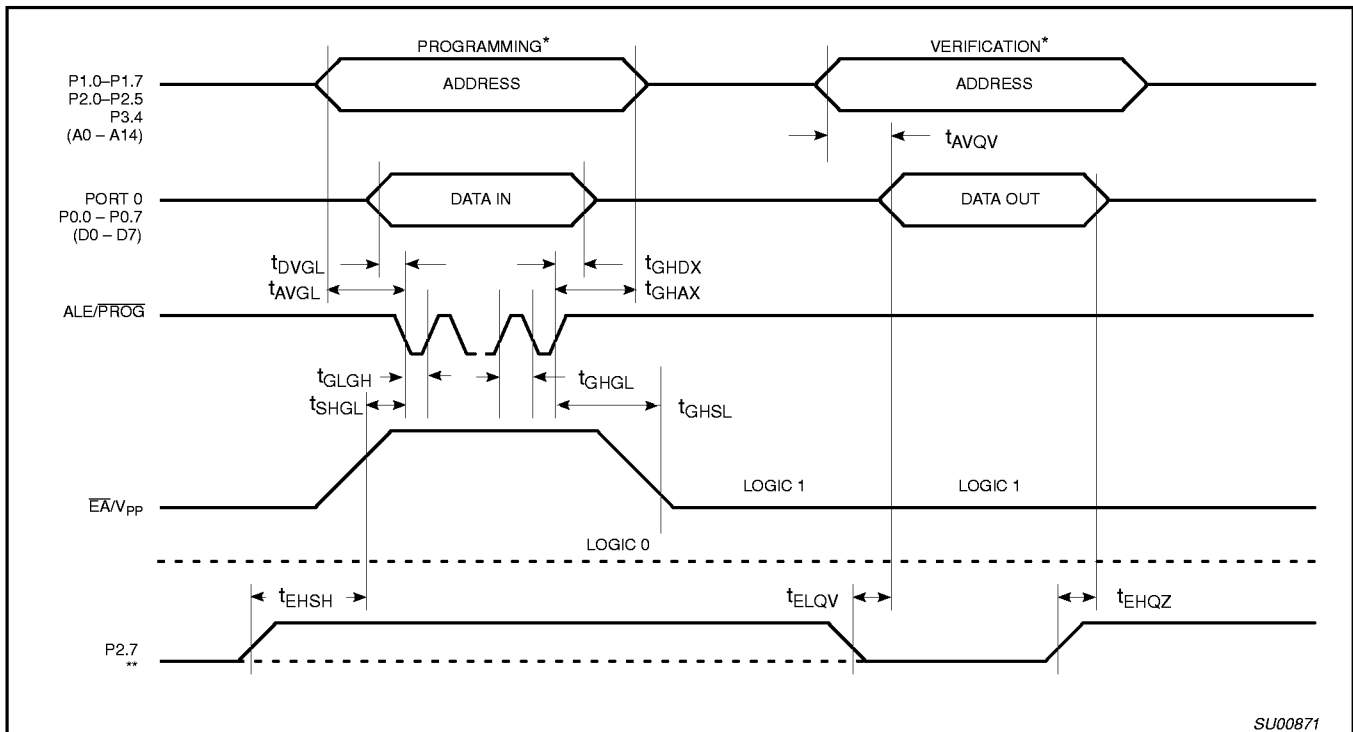 PROGRAMMING*
VERIFICATION*
P1.0–P1.7
P2.0–P2.5
P3.4
(A0 – A14)
ADDRESS
ADDRESS
tAVQV
PORT 0
P0.0 – P0.7
(D0 – D7)
DATA IN
DATA OUT
tDVGL
tGHDX
tAVGL
tGHAX
ALE/PROG
tGLGH
tGHGL
tSHGL
tGHSL
LOGIC 1
LOGIC 1
EA/VPP
LOGIC 0
tEHSH
tELQV
tEHQZ
P2.7
**
SU00871